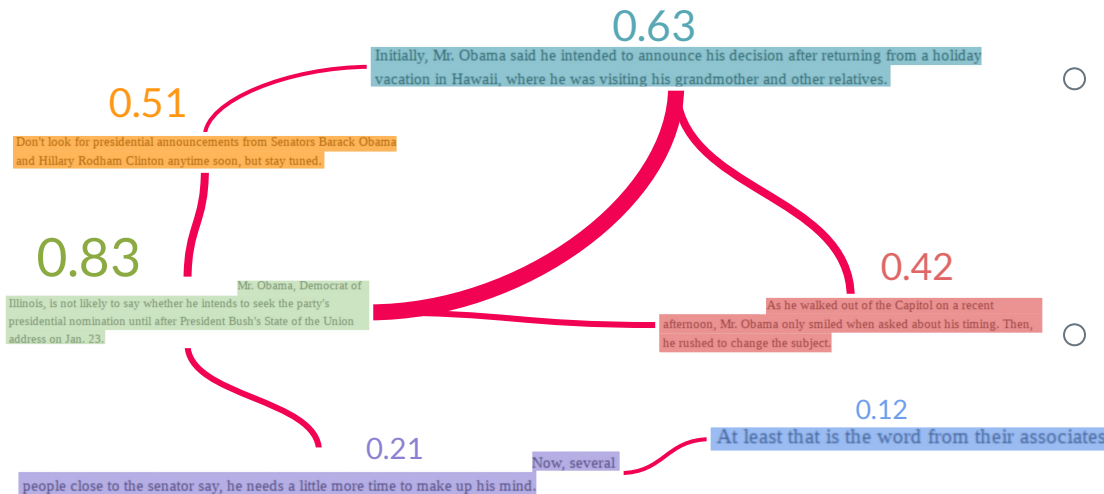 0.63
Initially, Mr. Obama said he intended to announce his decision after returning from a holiday
vacation in Hawaii, where he was visiting his grandmother and other relatives.
0.51
Don't look for presidential announcements from Senators Barack Obama
and Hillary Rodham Clinton anytime soon, but stay tuned.
0.83
Mr. Obama, Democrat of
Illinois, is not likely to say whether he intends to seek the party's
presidential nomination until after President Bush's State of the Union
address on Jan. 23.
0.42
As he walked out of the Capitol on a recent
afternoon, Mr. Obama only smiled when asked about his timing. Then,
he rushed to change the subject.
0.21
Now, several
people close to the senator say, he needs a little more time to make up his mind.
0.12
At least that is the word from their associates